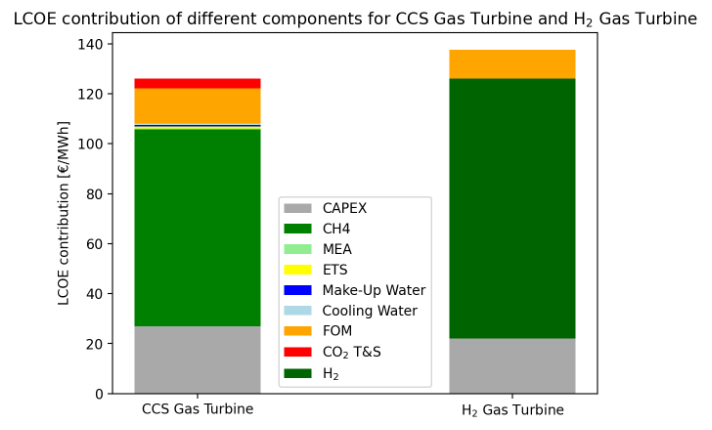 LCOE contribution of different components for CCS Gas Turbine and H₂ Gas Turbine
LCOE contribution [€/MWh]
140
120
100
80
60
40
20
0
CAPEX
CH4
MEA
ETS
Make-Up Water
Cooling Water
FOM
CO₂ T&S
H₂
CCS Gas Turbine
H₂ Gas Turbine